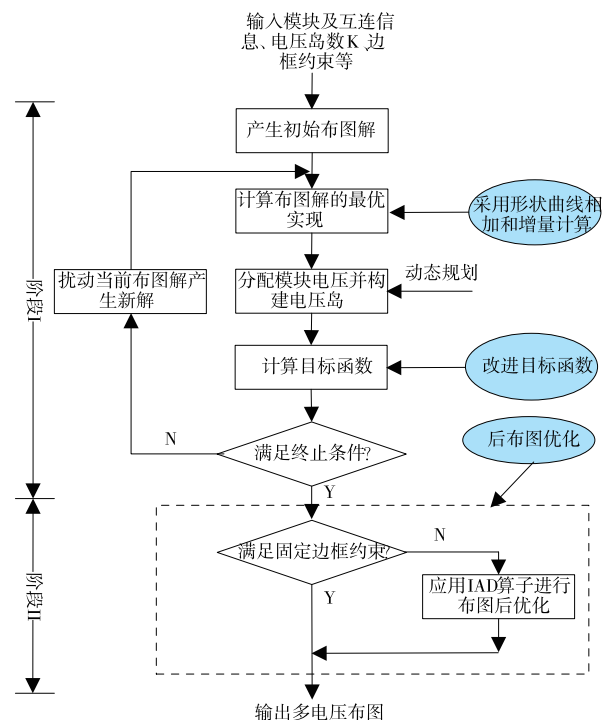 输入模块及互连信
息、电压岛数K、边
框约束等
产生初始布图解
计算布图解的最优
实现
采用形状曲线相
加和增量计算
扰动当前布图解产
生新解
分配模块电压并构
建电压岛
动态规划
阶段I
计算目标函数
改进目标函数
N
满足终止条件?
后布图优化
Y
满足固定边框约束?
N
应用IAD算子进行
布图后优化
Y
阶段II
输出多电压布图